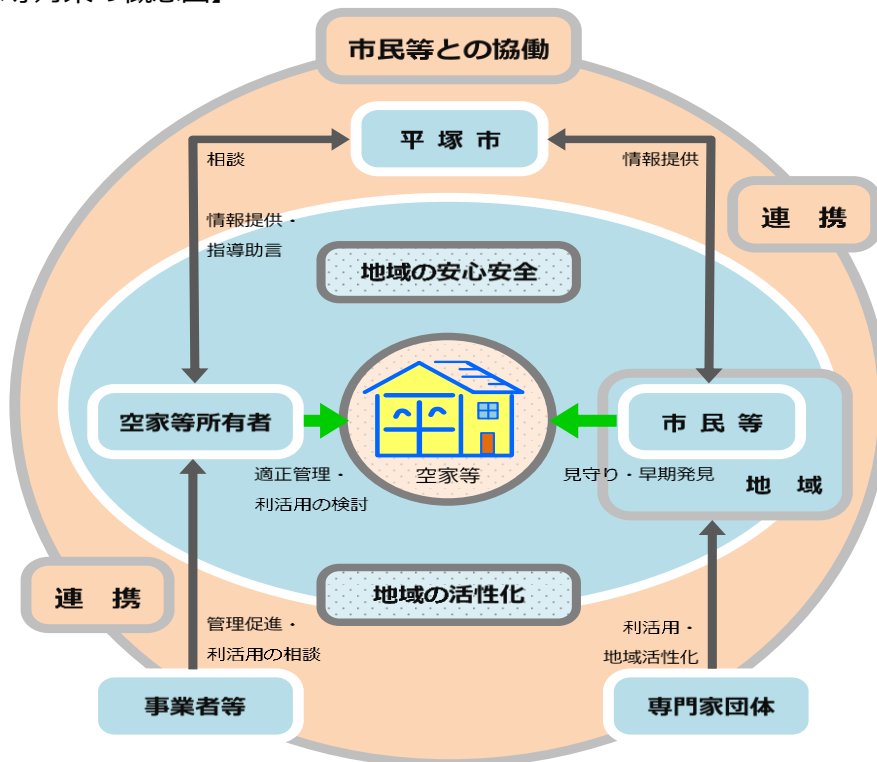 概念図】
市民等との協働
平 塚 市
相談
情報提供
連 携
情報提供・
指導助言
地域の安心安全
空家等所有者
市 民 等
適正管理・
利活用の検討
空家等
見守り・早期発見
地 域
連 携
地域の活性化
管理促進・
利活用の相談
利活用・
地域活性化
事業者等
専門家団体